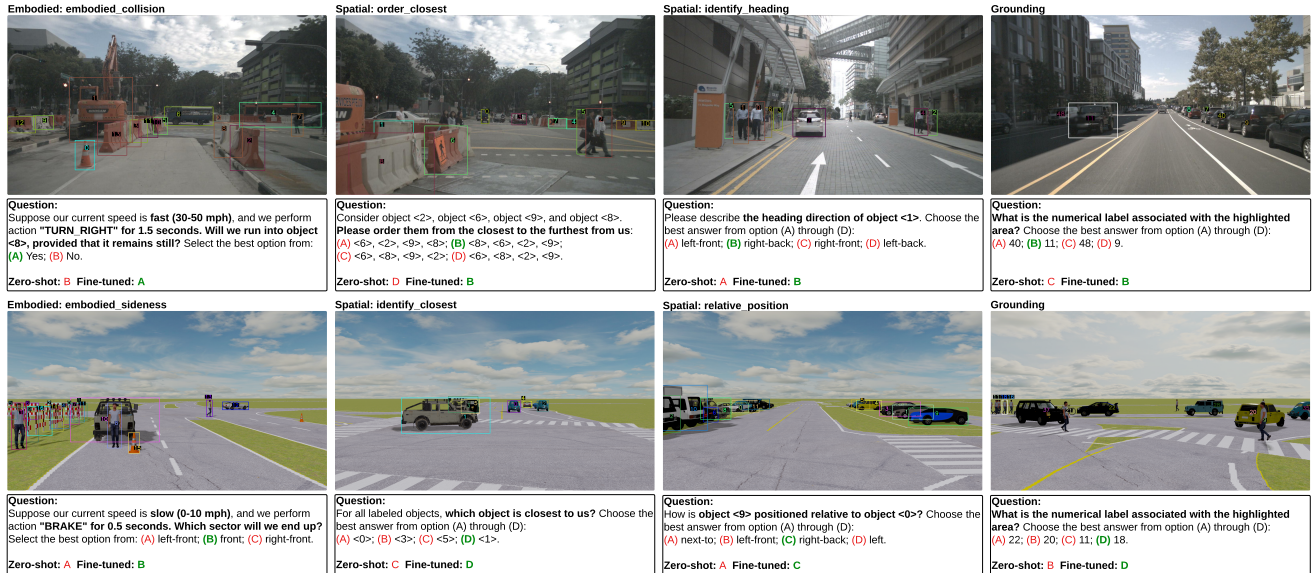 Embodied: embodied_collision
Question:
Suppose our current speed is fast (30-50 mph), and we perform
action "TURN_RIGHT" for 1.5 seconds. Will we run into object
<8>, provided that it remains still? Select the best option from:
(A) Yes; (B) No.
Zero-shot: B Fine-tuned: A
Spatial: order_closest
Question:
Consider object <2>, object <6>, object <9>, and object <8>.
Please order them from the closest to the furthest from us:
(A) <6>, <2>, <9>, <8>; (B) <8>, <6>, <2>, <9>;
(C) <6>, <8>, <9>, <2>; (D) <6>, <8>, <2>, <9>.
Zero-shot: D Fine-tuned: B
Spatial: identify_heading
Question:
Please describe the heading direction of object <1>. Choose the
best answer from option (A) through (D):
(A) left-front; (B) right-back; (C) right-front; (D) left-back.
Zero-shot: A Fine-tuned: B
Grounding
Question:
What is the numerical label associated with the highlighted
area? Choose the best answer from option (A) through (D):
(A) 40; (B) 11; (C) 48; (D) 9.
Zero-shot: C Fine-tuned: B
Embodied: embodied_sideness
Question:
Suppose our current speed is slow (0-10 mph), and we perform
action "BRAKE" for 0.5 seconds. Which sector will we end up?
Select the best option from: (A) left-front; (B) front; (C) right-front.
Zero-shot: A Fine-tuned: B
Spatial: identify_closest
Question:
For all labeled objects, which object is closest to us? Choose the
best answer from option (A) through (D):
(A) <0>; (B) <3>; (C) <5>; (D) <1>.
Zero-shot: C Fine-tuned: D
Spatial: relative_position
Question:
How is object <9> positioned relative to object <0>? Choose the
best answer from option (A) through (D):
(A) next-to; (B) left-front; (C) right-back; (D) left.
Zero-shot: A Fine-tuned: C
Grounding
Question:
What is the numerical label associated with the highlighted
area? Choose the best answer from option (A) through (D):
(A) 22; (B) 20; (C) 11; (D) 18.
Zero-shot: B Fine-tuned: D